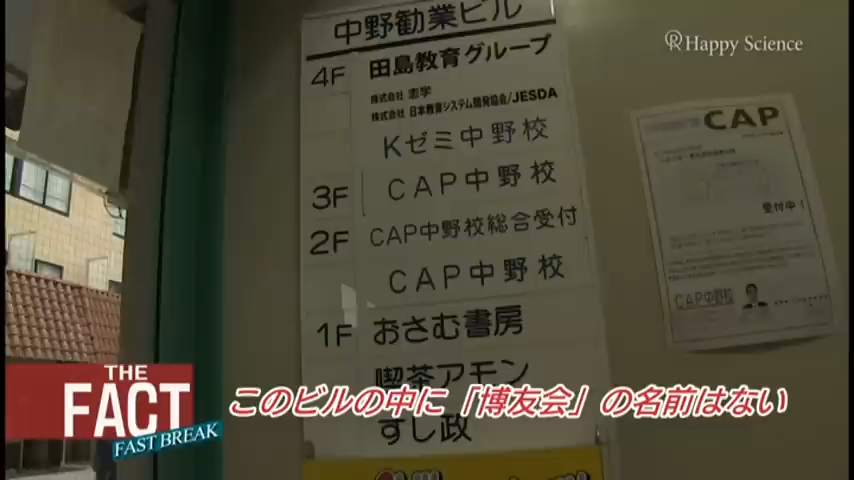 中野勧業ビル
4F 田島教育グループ
株式会社 志学
株式会社 日本教育システム開発協会/JESDA
Kゼミ中野校
3F CAP中野校
2F CAP中野校総合受付
CAP中野校
1F おさむ書房
喫茶アモン
すし政
Happy Science
CAP
受付中!
CAP中野校
THE
FACT
FAST BREAK
このビルの中に「博友会」の名前はない